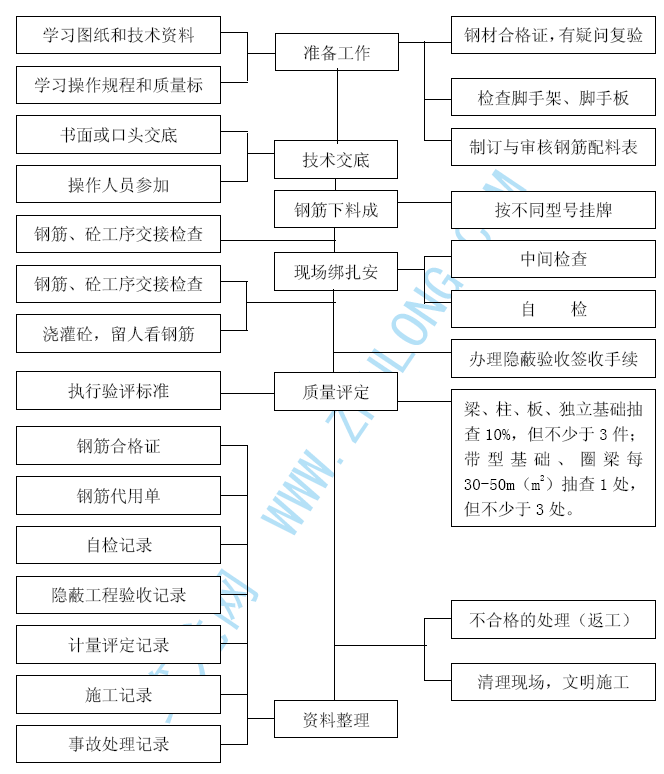 学习图纸和技术资料
准备工作
钢材合格证，有疑问复验
学习操作规程和质量标
检查脚手架、脚手板
书面或口头交底
制订与审核钢筋配料表
技术交底
操作人员参加
钢筋下料成
按不同型号挂牌
钢筋、砼工序交接检查
现场绑扎安
中间检查
钢筋、砼工序交接检查
自 检
浇灌砼，留人看钢筋
办理隐蔽验收签收手续
执行验评标准
质量评定
梁、柱、板、独立基础抽
查10%，但不少于3件；
带型基础、圈梁每
30-50m（m²）抽查1处，
但不少于3处。
钢筋合格证
钢筋代用单
自检记录
隐蔽工程验收记录
不合格的处理（返工）
计量评定记录
清理现场，文明施工
施工记录
资料整理
事故处理记录